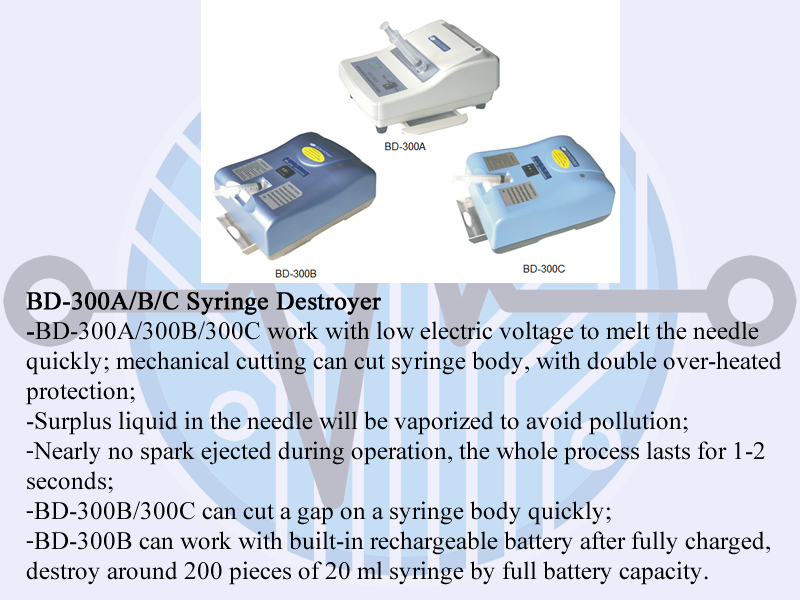 BD-300A
BD-300B
BD-300C
BD-300A/B/C Syringe Destroyer
-BD-300A/300B/300C work with low electric voltage to melt the needle
quickly; mechanical cutting can cut syringe body, with double over-heated
protection;
-Surplus liquid in the needle will be vaporized to avoid pollution;
-Nearly no spark ejected during operation, the whole process lasts for 1-2
seconds;
-BD-300B/300C can cut a gap on a syringe body quickly;
-BD-300B can work with built-in rechargeable battery after fully charged,
destroy around 200 pieces of 20 ml syringe by full battery capacity.